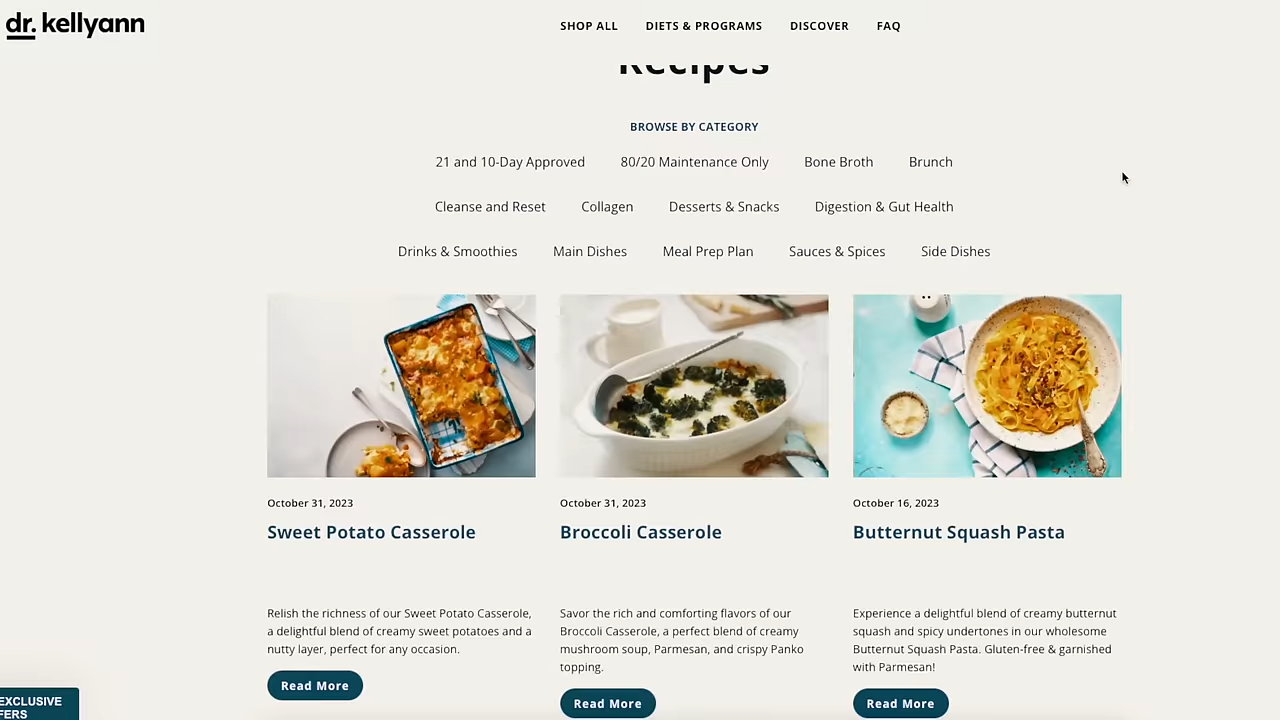 dr. kellyann
SHOP ALL
DIETS & PROGRAMS
DISCOVER
FAQ
Recipes
BROWSE BY CATEGORY
21 and 10-Day Approved
80/20 Maintenance Only
Bone Broth
Brunch
Cleanse and Reset
Collagen
Desserts & Snacks
Digestion & Gut Health
Drinks & Smoothies
Main Dishes
Meal Prep Plan
Sauces & Spices
Side Dishes
October 31, 2023
Sweet Potato Casserole
Relish the richness of our Sweet Potato Casserole,
a delightful blend of creamy sweet potatoes and a
nutty layer, perfect for any occasion.
Read More
October 31, 2023
Broccoli Casserole
Savor the rich and comforting flavors of our
Broccoli Casserole, a perfect blend of creamy
mushroom soup, Parmesan, and crispy Panko
topping.
Read More
October 16, 2023
Butternut Squash Pasta
Experience a delightful blend of creamy butternut
squash and spicy undertones in our wholesome
Butternut Squash Pasta. Gluten-free & garnished
with Parmesan!
Read More
EXCLUSIVE
FERS